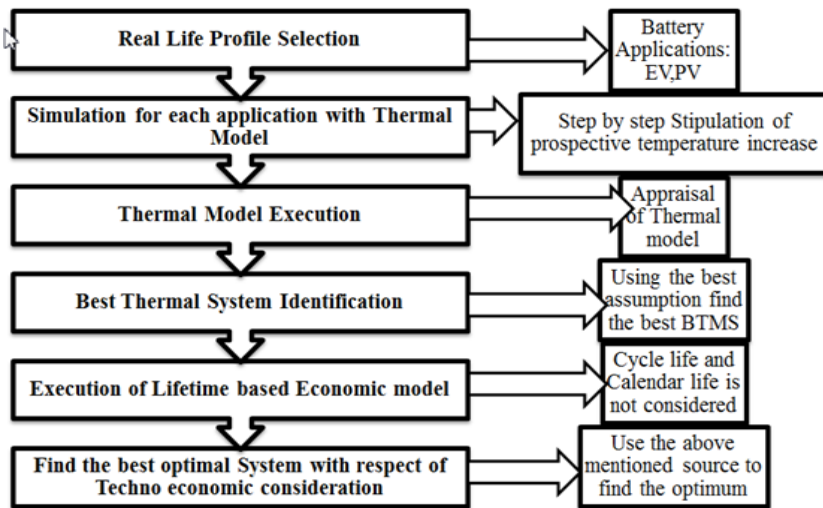 Real Life Profile Selection
Battery
Applications:
EV,PV
Simulation for each application with Thermal
Model
Step by step Stipulation of
prospective temperature increase
Thermal Model Execution
Appraisal
of Thermal
model
Best Thermal System Identification
Using the best
assumption find
the best BTMS
Execution of Lifetime based Economic model
Cycle life and
Calendar life is
not considered
Find the best optimal System with respect of
Techno economic consideration
Use the above
mentioned source to
find the optimum